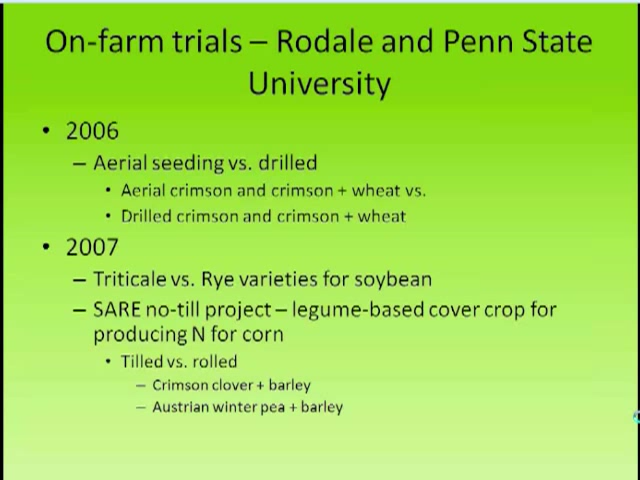 On-farm trials – Rodale and Penn State
University
• 2006
– Aerial seeding vs. drilled
• Aerial crimson and crimson + wheat vs.
• Drilled crimson and crimson + wheat
• 2007
– Triticale vs. Rye varieties for soybean
– SARE no-till project – legume-based cover crop for
producing N for corn
• Tilled vs. rolled
– Crimson clover + barley
– Austrian winter pea + barley